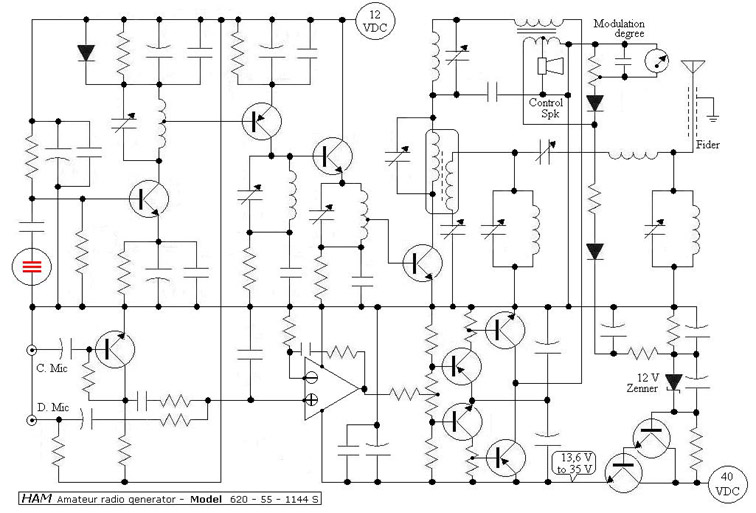 12
VDC
Modulation
degree
Control
Spk
Fider
C. Mic
D. Mic
12 V
Zenner
13,6 V
to 35 V
40
VDC
HAM Amateur radio generator - Model 620 - 55 - 1144 S